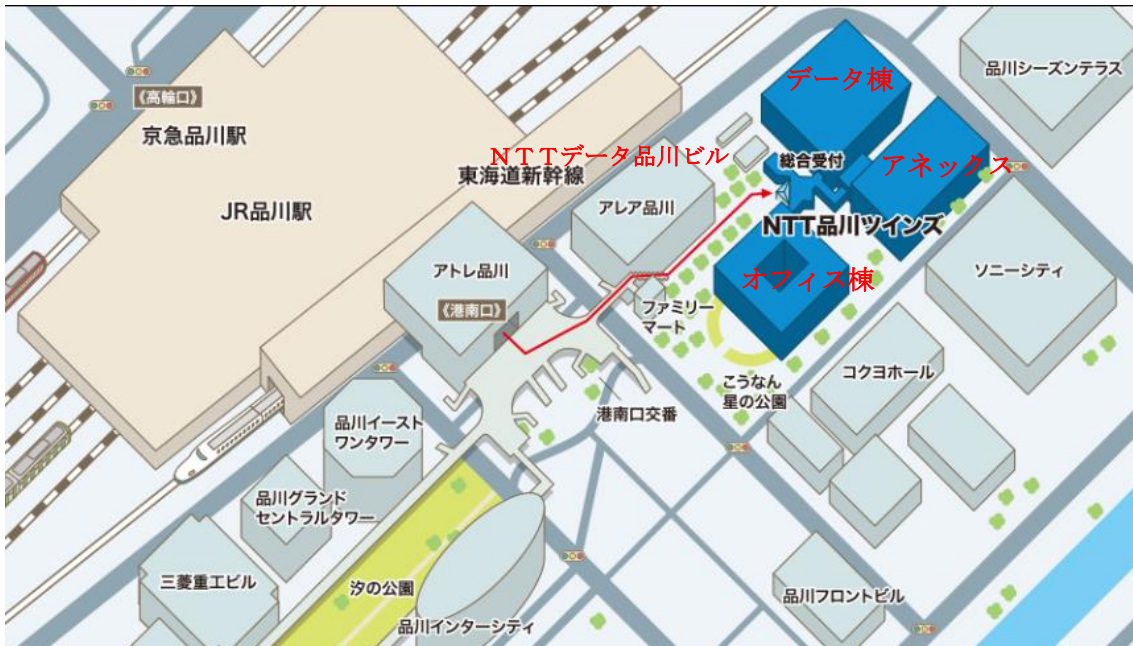 データ棟
品川シーズンテラス
《高輪口》
京急品川駅
NTTデータ品川ビル
総合受付
アネックス
東海道新幹線
JR品川駅
アレア品川
NTT品川ツインズ
アトレ品川
オフィス棟
ソニーシティ
《港南口》
ファミリー
マート
コクヨホール
こうなん
星の公園
港南口交番
品川イースト
ワンタワー
品川グランド
セントラルタワー
三菱重工ビル
汐の公園
品川フロントビル
品川インターシティ